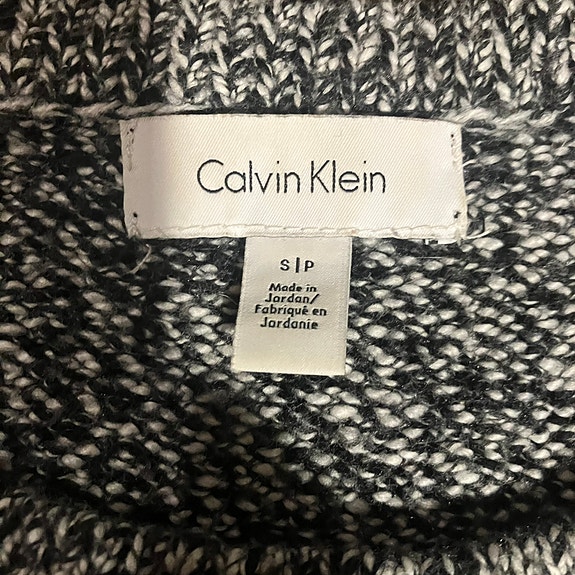 Calvin Klein
S|P
Made in
Jordan/
Fabriqué en
Jordanie